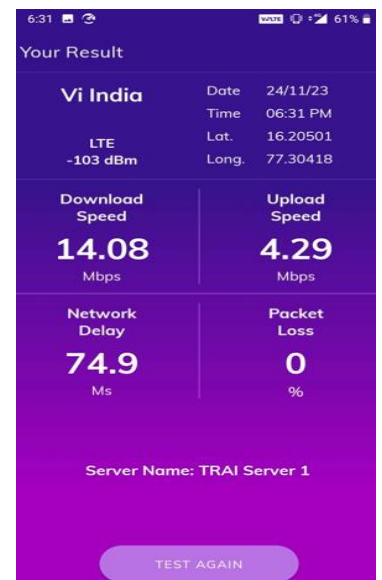 6:31 VoLTE 61%
Your Result
Vi India
LTE
-103 dBm
Date 24/11/23
Time 06:31 PM
Lat. 16.20501
Long. 77.30418
Download
Speed
14.08
Mbps
Upload
Speed
4.29
Mbps
Network
Delay
74.9
Ms
Packet
Loss
0
%
Server Name: TRAI Server 1
TEST AGAIN